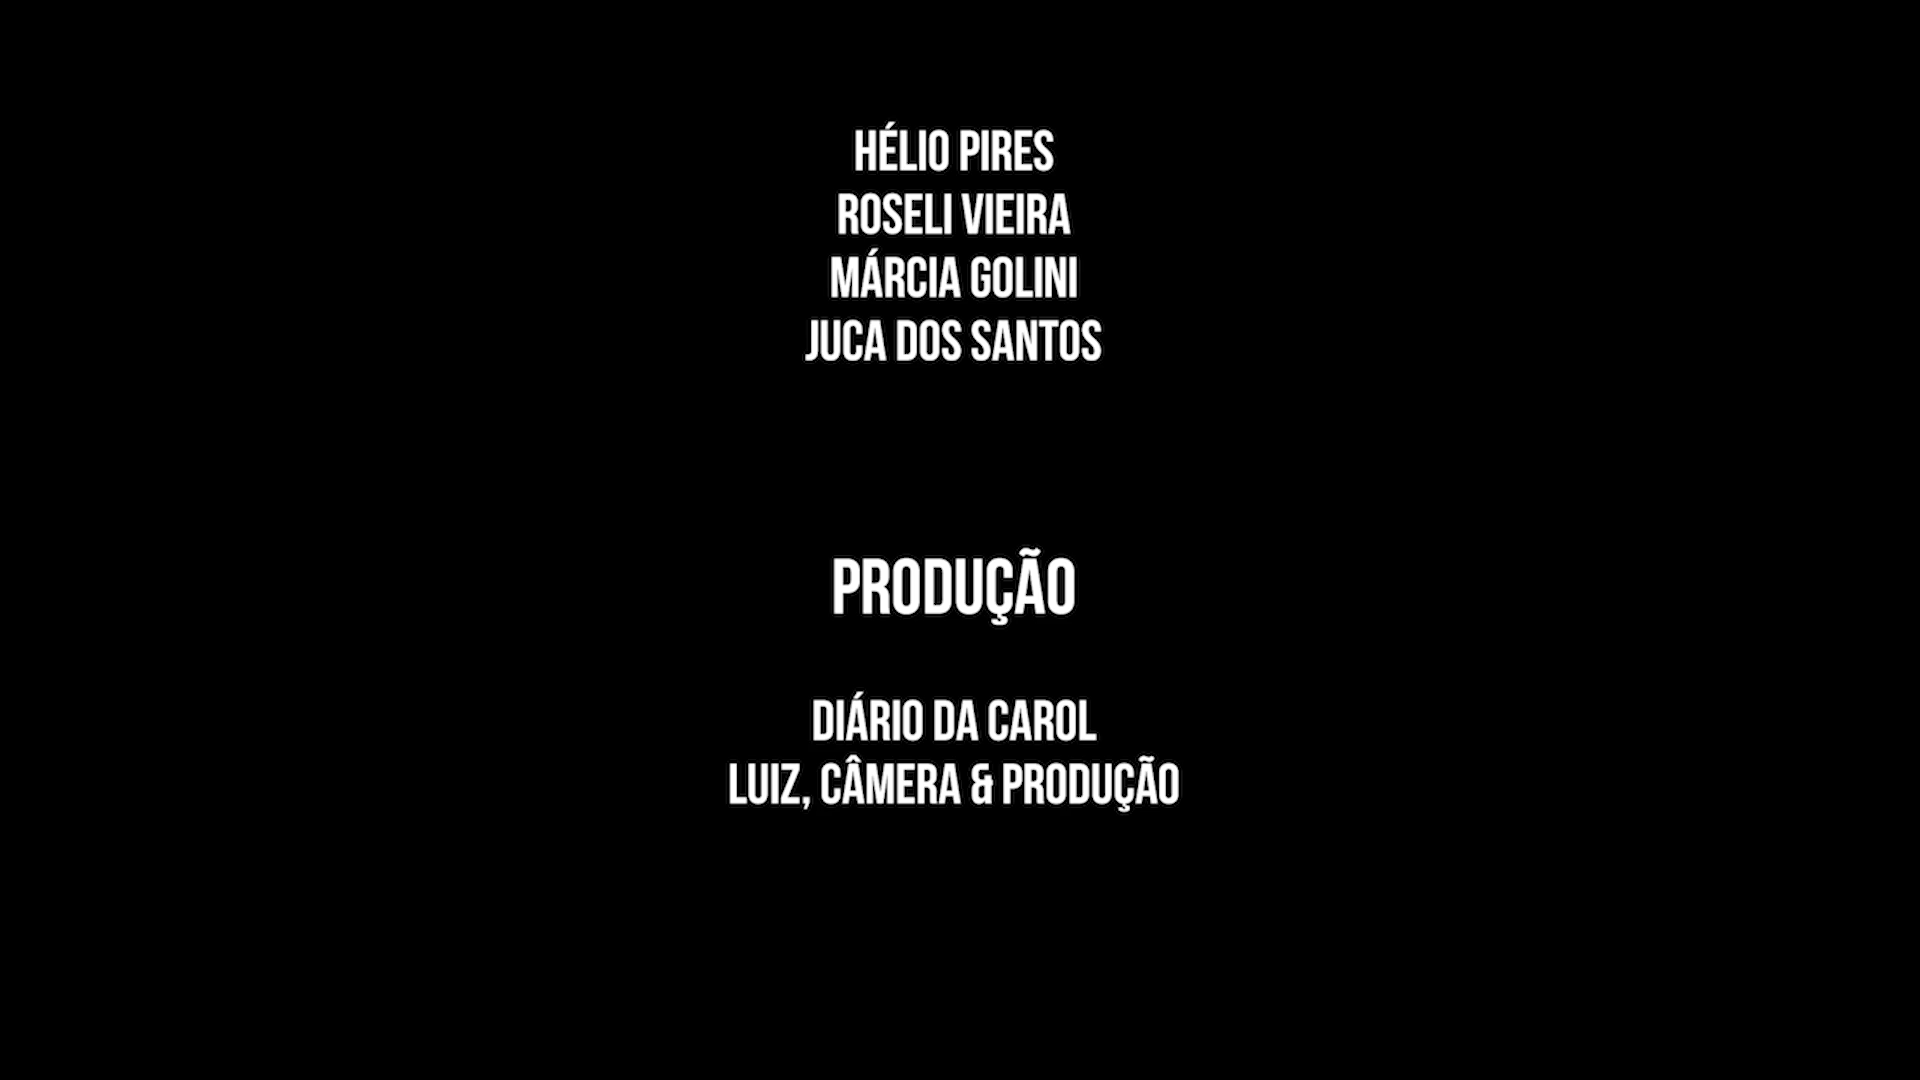 HÉLIO PIRES
ROSELI VIEIRA
MÁRCIA GOLINI
JUCA DOS SANTOS
PRODUÇÃO
DIÁRIO DA CAROL
LUIZ, CÂMERA & PRODUÇÃO